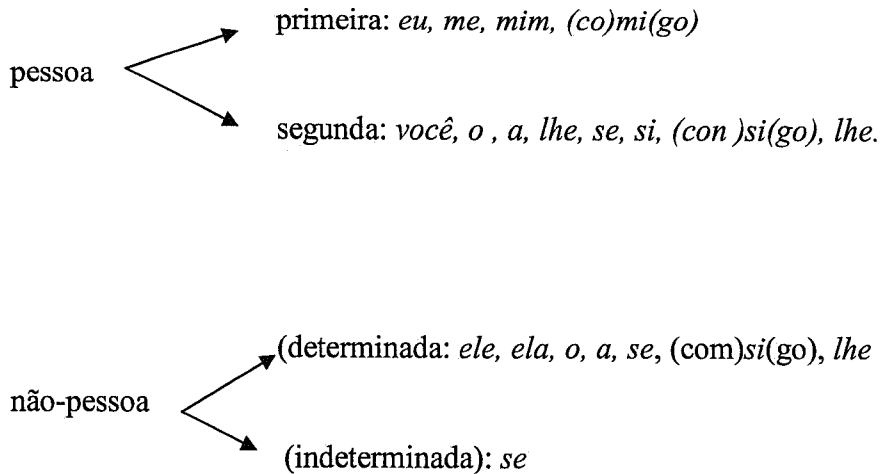 primeira: eu, me, mim, (co)mi(go)
pessoa
segunda: você, o , a, lhe, se, si, (con )si(go), lhe.
(determinada: ele, ela, o, a, se, (com)si(go), lhe
não-pessoa
(indeterminada): se